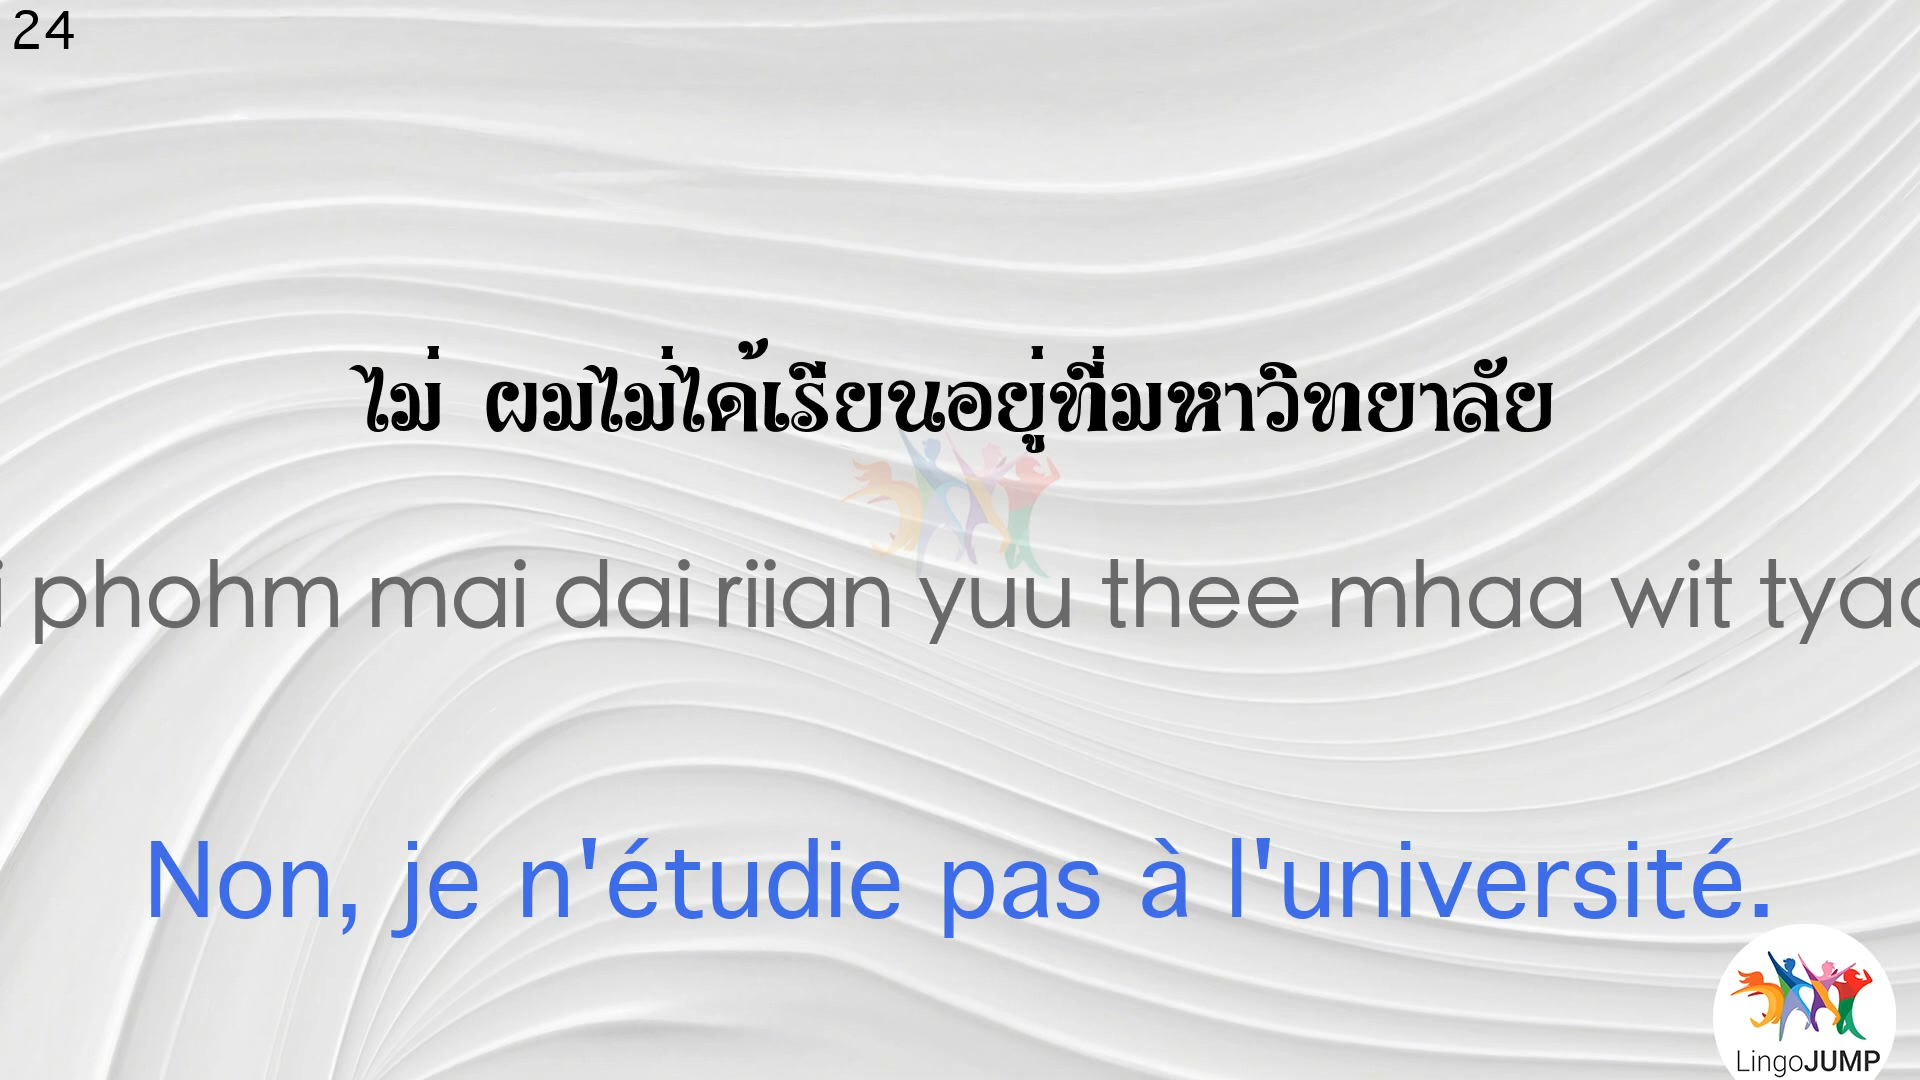 24
ไม่ ผมไม่ได้เรียนอยู่ที่มหาวิทยาลัย
phohm mai dai riian yuu thee mhaa wit
Non, je n'étudie pas à l'université.
LingoJUMP